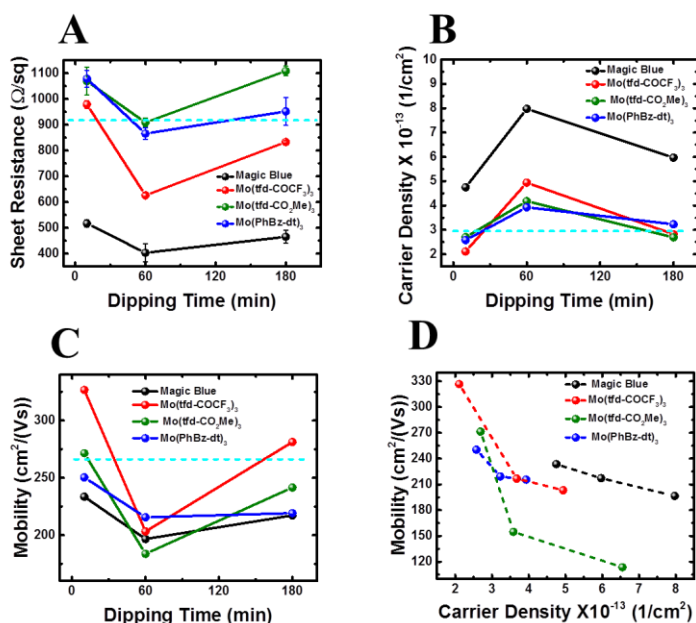 A
Sheet Resistance (Ω/sq)
1100
1000
900
800
700
600
500
400
Magic Blue
Mo(tfd-COCF₃)₃
Mo(tfd-CO₂Me)₃
Mo(PhBz-dt)₃
0 60 120 180
Dipping Time (min)
B
Carrier Density X 10⁻¹³ (1/cm²)
10
9
8
7
6
5
4
3
2
1
Magic Blue
Mo(tfd-COCF₃)₃
Mo(tfd-CO₂Me)₃
Mo(PhBz-dt)₃
0 60 120 180
Dipping Time (min)
C
Mobility (cm²/(Vs)
300
250
200
Magic Blue
Mo(tfd-COCF₃)₃
Mo(tfd-CO₂Me)₃
Mo(PhBz-dt)₃
0 60 120 180
Dipping Time (min)
D
Mobility (cm²/(Vs)
330
300
270
240
210
180
150
120
Magic Blue
Mo(tfd-COCF₃)₃
Mo(tfd-CO₂Me)₃
Mo(PhBz-dt)₃
2 3 4 5 6 7 8
Carrier Density X10⁻¹³ (1/cm²)